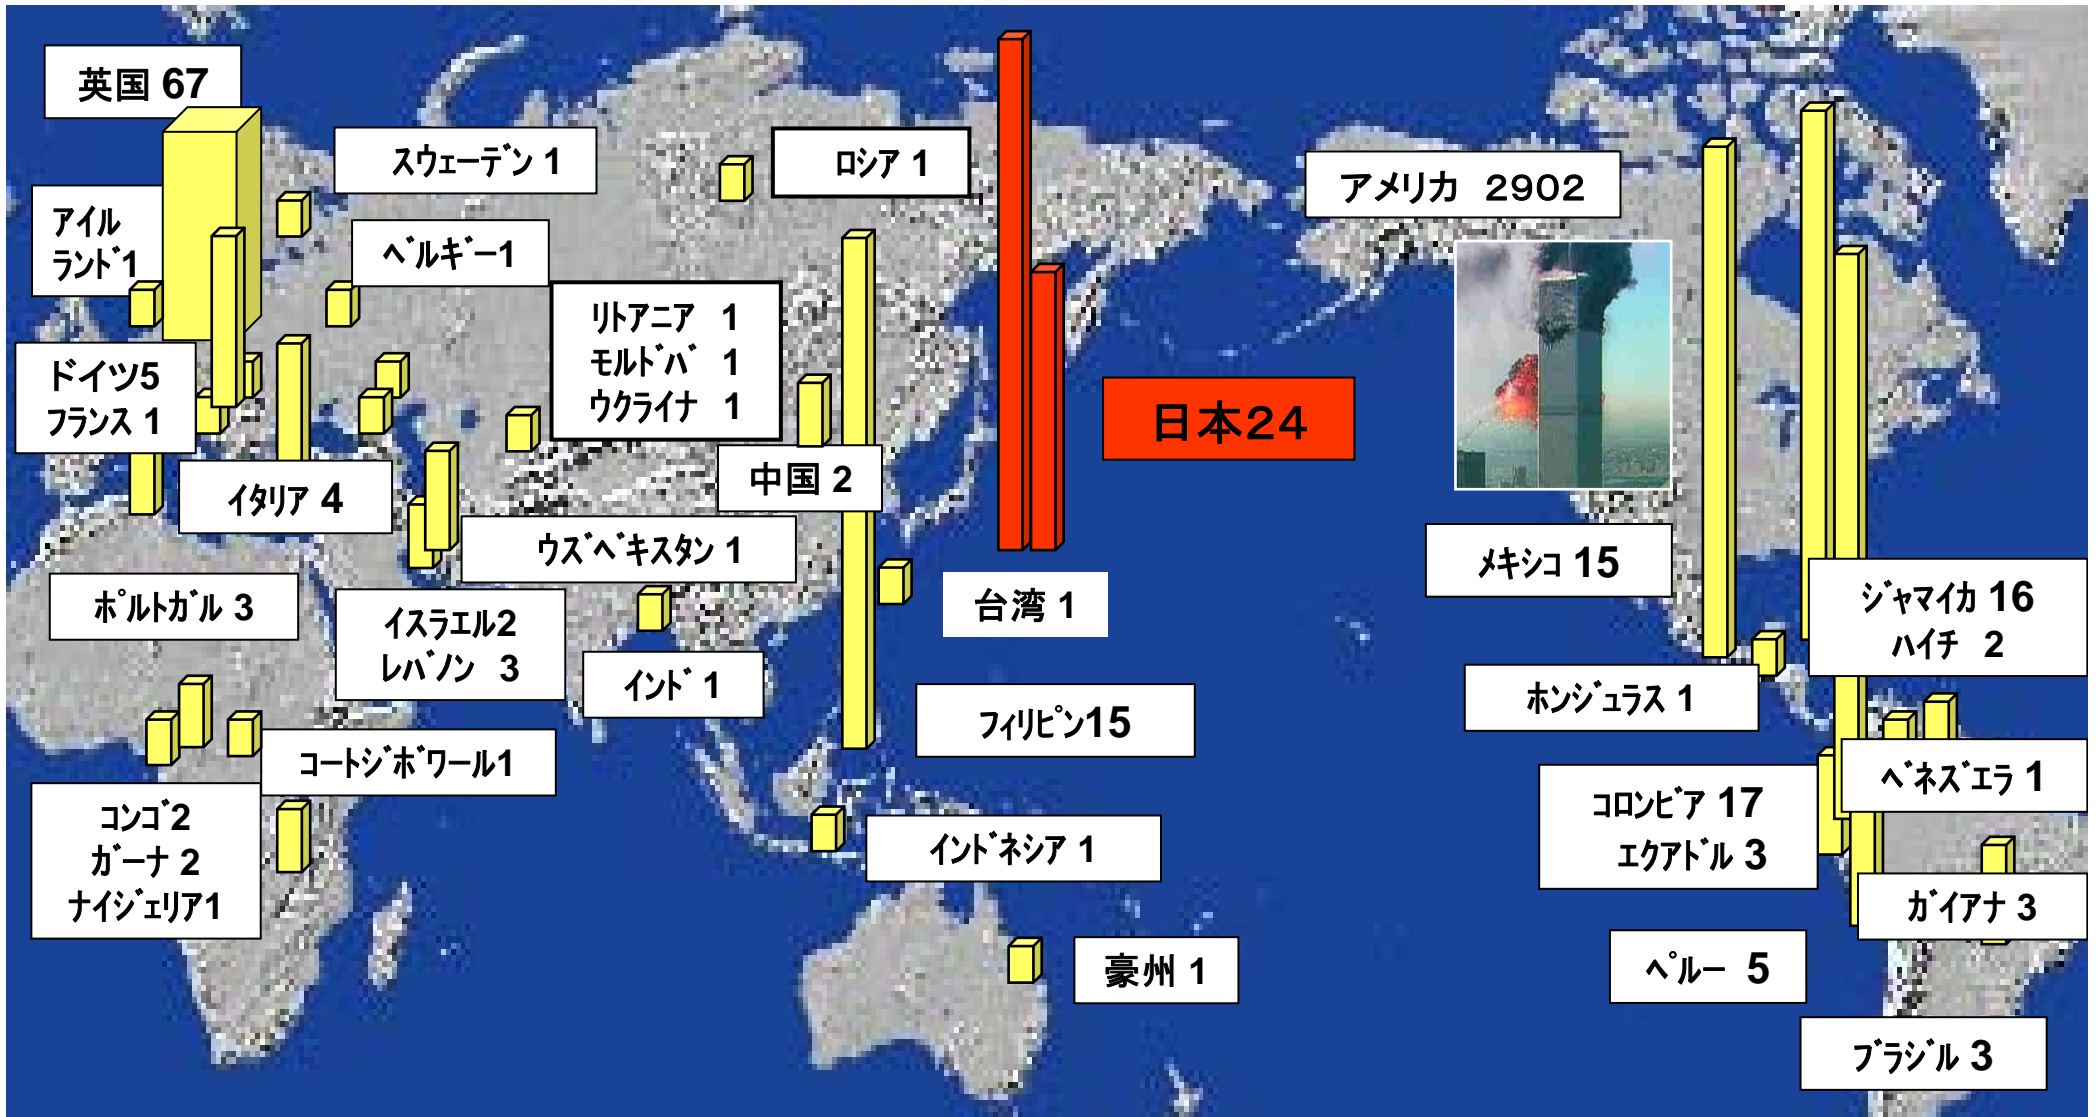 英国 67
スウェーデン 1
ロシア 1
アメリカ 2902
アイル
ランド1
ベルギー1
リトアニア 1
モルドバ 1
ウクライナ 1
ドイツ5
フランス 1
日本24
中国 2
イタリア 4
ウズベキスタン 1
メキシコ 15
ポルトガル 3
イスラエル2
レバノン 3
台湾 1
ジャマイカ 16
ハイチ 2
インド 1
フィリピン15
ホンジュラス 1
コートジボワール1
ベネズエラ 1
コンゴ2
ガーナ 2
ナイジェリア1
コロンビア 17
エクアドル 3
インドネシア 1
ガイアナ 3
豪州 1
ペルー 5
ブラジル 3